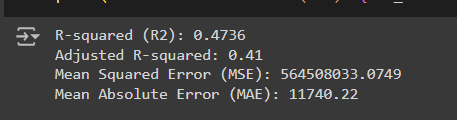 R-squared (R2): 0.4736
Adjusted R-squared: 0.41
Mean Squared Error (MSE): 564508033.0749
Mean Absolute Error (MAE): 11740.22